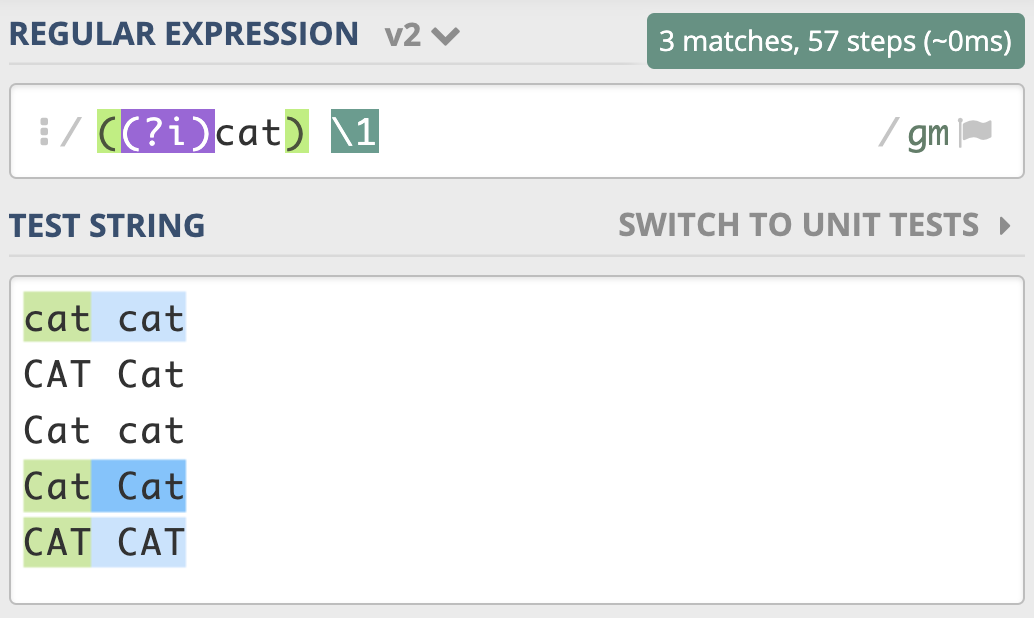 REGULAR EXPRESSION v2 3 matches, 57 steps (~0ms)
/ ((?i)cat) \1 / gm
TEST STRING SWITCH TO UNIT TESTS
cat cat
CAT Cat
Cat cat
Cat Cat
CAT CAT